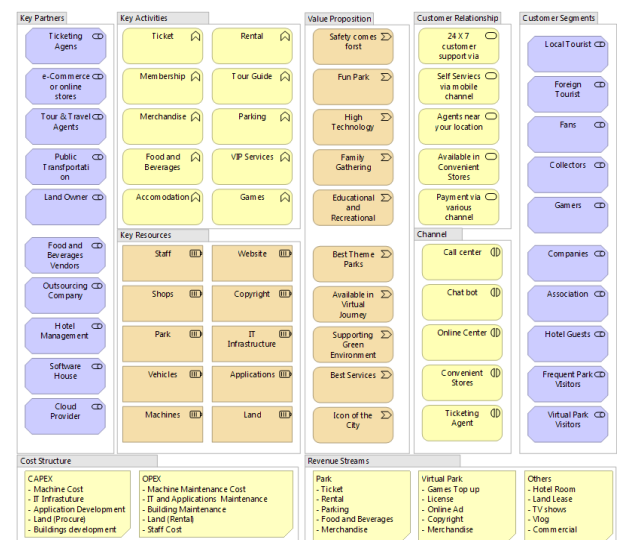 Key Partners
Ticketing
Agens
e-Commerce
or online
stores
Tour & Travel
Agents
Public
Transfportati
on
Land Owner
Food and
Beverages
Vendors
Outsourcing
Company
Hotel
Management
Software
House
Cloud
Provider
Key Activities
Ticket
Rental
Membership
Tour Guide
Merchandise
Parking
Food and
Beverages
VIP Services
Accomodation
Games
Key Resources
Staff
Website
Shops
Copyright
Park
IT
Infrastructure
Vehicles
Applications
Machines
Land
Value Proposition
Safety comes
forst
Fun Park
High
Technology
Family
Gathering
Educational
and
Recreational
Best Theme
Parks
Available in
Virtual
Journey
Supporting
Green
Environment
Best Services
Icon of the
City
Customer Relationship
24 X 7
customer
support via
Self Serviecs
via mobile
channel
Agents near
your location
Available in
Convenient
Stores
Payment via
various
channel
Channel
Call center
Chat bot
Online Center
Convenient
Stores
Ticketing
Agent
Customer Segments
Local Tourist
Foreign
Tourist
Fans
Collectors
Gamers
Companies
Association
Hotel Guests
Frequent Park
VIsitors
Virtual Park
Visitors
Cost Structure
CAPEX
- Machine Cost
- IT Infrastuture
- Application Development
- Land (Procure)
- Buildings development
OPEX
- Machine Maintenance Cost
- IT and Applications Maintenance
- Building Maintenance
- Land (Rental)
- Staff Cost
Revenue Streams
Park
- Ticket
- Rental
- Parking
- Food and Beverages
- Merchandise
Virtual Park
- Games Top up
- License
- Online Ad
- Copyright
- Merchandise
Others
- Hotel Room
- Land Lease
- TV shows
- Vlog
- Commercial